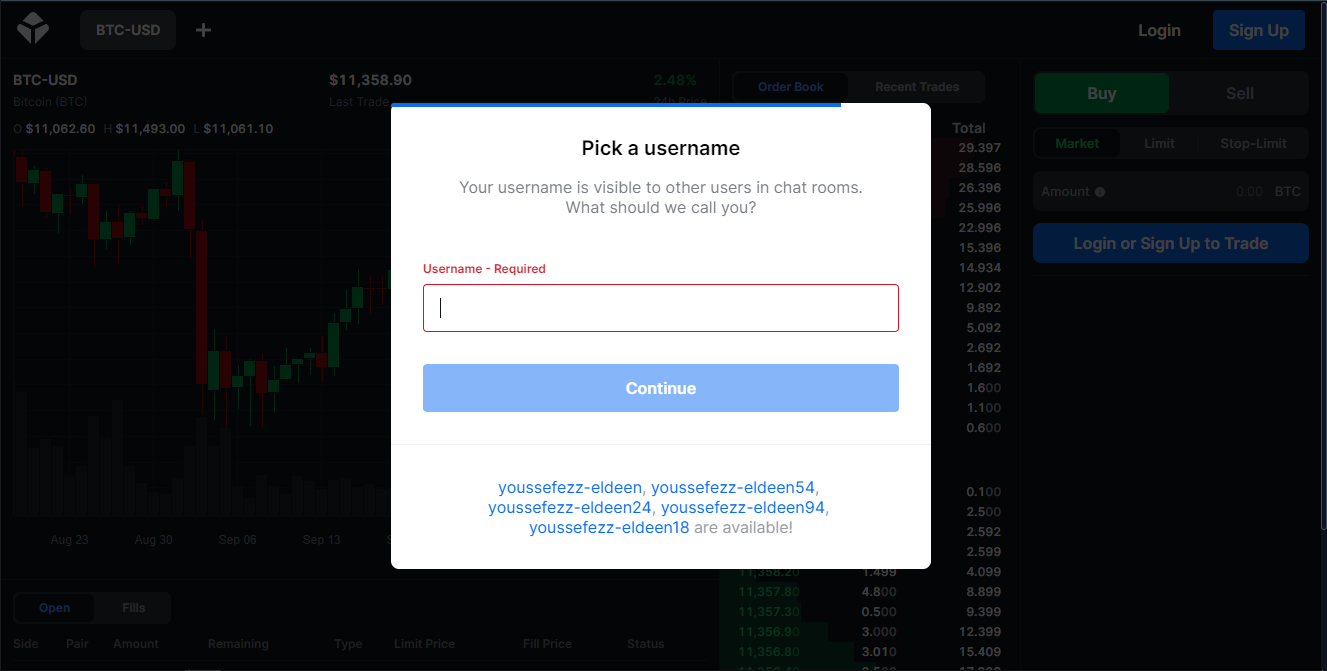 BTC-USD
+
Login
Sign Up
BTC-USD
$11,358.90
2.48%
Bitcoin (BTC)
Last Trade
24h Price
O $11,062.60 H $11,493.00 L $11,061.10
Aug 23 Aug 30 Sep 06 Sep 13
Open Fills
Side Pair Amount Remaining Type Limit Price Fill Price Status
Pick a username
Your username is visible to other users in chat rooms.
What should we call you?
Username - Required
Continue
youssefezz-eldeen, youssefezz-eldeen54,
youssefezz-eldeen24, youssefezz-eldeen94,
youssefezz-eldeen18 are available!
Order Book Recent Trades
Total
29.397
28.596
26.396
25.996
22.996
15.396
14.934
12.902
9.892
5.092
2.692
1.692
1.600
1.100
0.600
0.100
2.500
2.592
2.599
11,358.20 1.499 4.099
11,357.80 4.800 8.899
11,357.30 0.500 9.399
11,356.90 3.000 12.399
11,356.80 3.010 15.409
Buy Sell
Market Limit Stop-Limit
Amount 0.00 BTC
Login or Sign Up to Trade